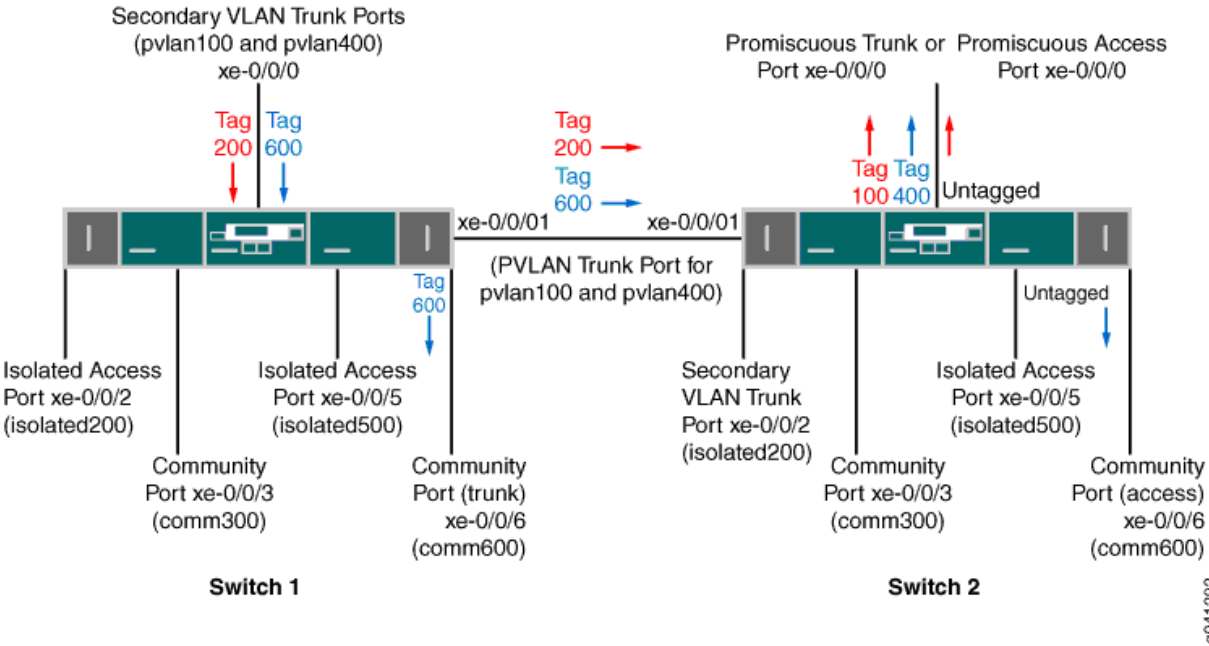 Secondary VLAN Trunk Ports
(pvlan100 and pvlan400)
xe-0/0/0
Promiscuous Trunk or
Port xe-0/0/0
Promiscuous Access
Port xe-0/0/0
Tag
200
Tag
600
Tag
200
Tag
600
Tag
100
Tag
400
Untagged
xe-0/0/01
xe-0/0/01
(PVLAN Trunk Port for
pvlan100 and pvlan400)
Tag
600
Untagged
Isolated Access
Port xe-0/0/2
(isolated200)
Isolated Access
Port xe-0/0/5
(isolated500)
Secondary
VLAN Trunk
Port xe-0/0/2
(isolated200)
Isolated Access
Port xe-0/0/5
(isolated500)
Community
Port xe-0/0/3
(comm300)
Community
Port (trunk)
xe-0/0/6
(comm600)
Community
Port xe-0/0/3
(comm300)
Community
Port (access)
xe-0/0/6
(comm600)
Switch 1
Switch 2